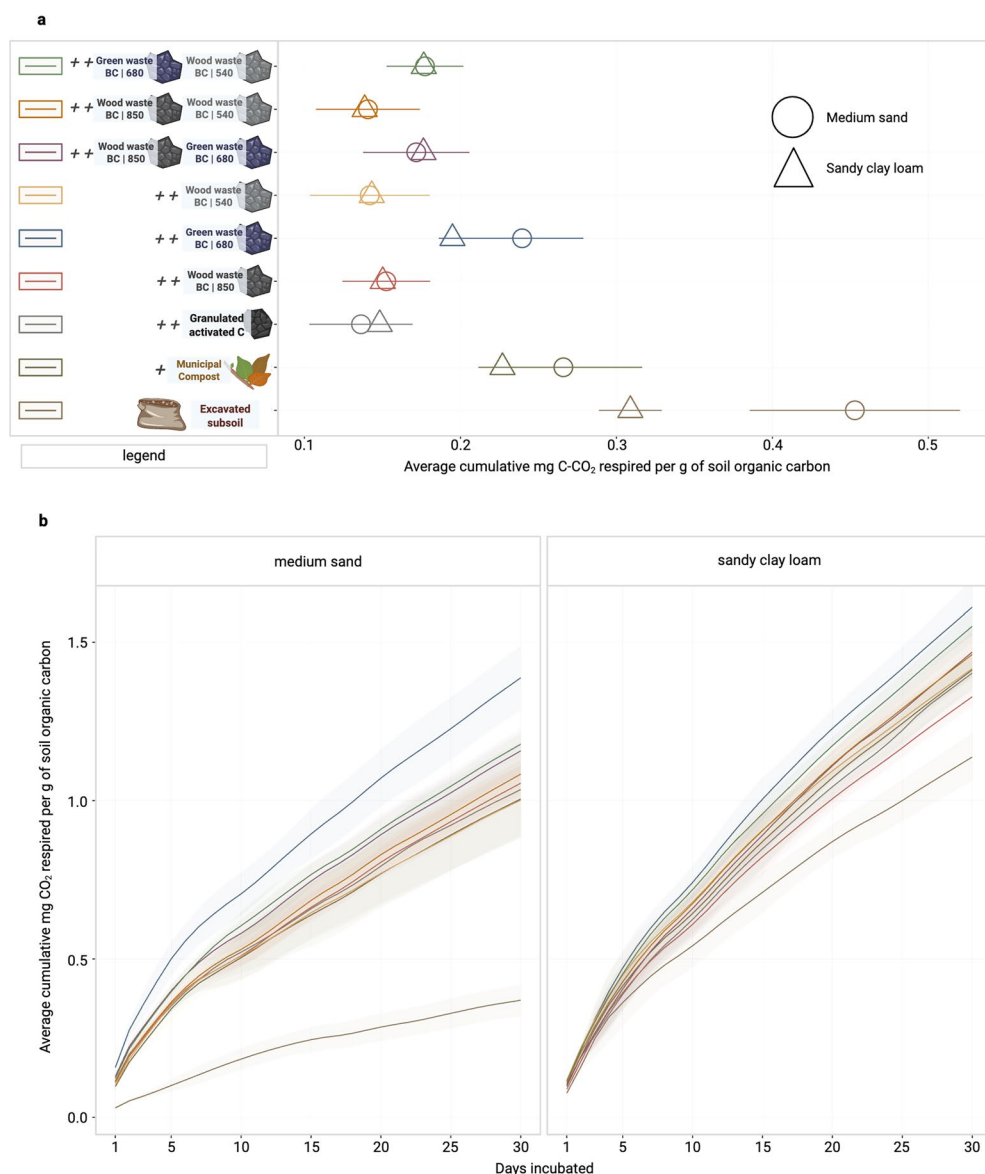 a
++ Green waste Wood waste
BC | 680 BC | 540
++ Wood waste Wood waste
BC | 850 BC | 540
++ Wood waste Green waste
BC | 850 BC | 680
++ Wood waste
BC | 540
++ Green waste
BC | 680
++ Wood waste
BC | 850
++ Granulated
activated C
+ Municipal
Compost
Excavated
subsoil
Medium sand
Sandy clay loam
legend
0.1 0.2 0.3 0.4 0.5
Average cumulative mg C-CO₂ respired per g of soil organic carbon
b
medium sand sandy clay loam
Average cumulative mg CO₂ respired per g of soil organic carbon
1.5
1.0
0.5
0.0
1 5 10 15 20 25 30 1 5 10 15 20 25 30
Days incubated